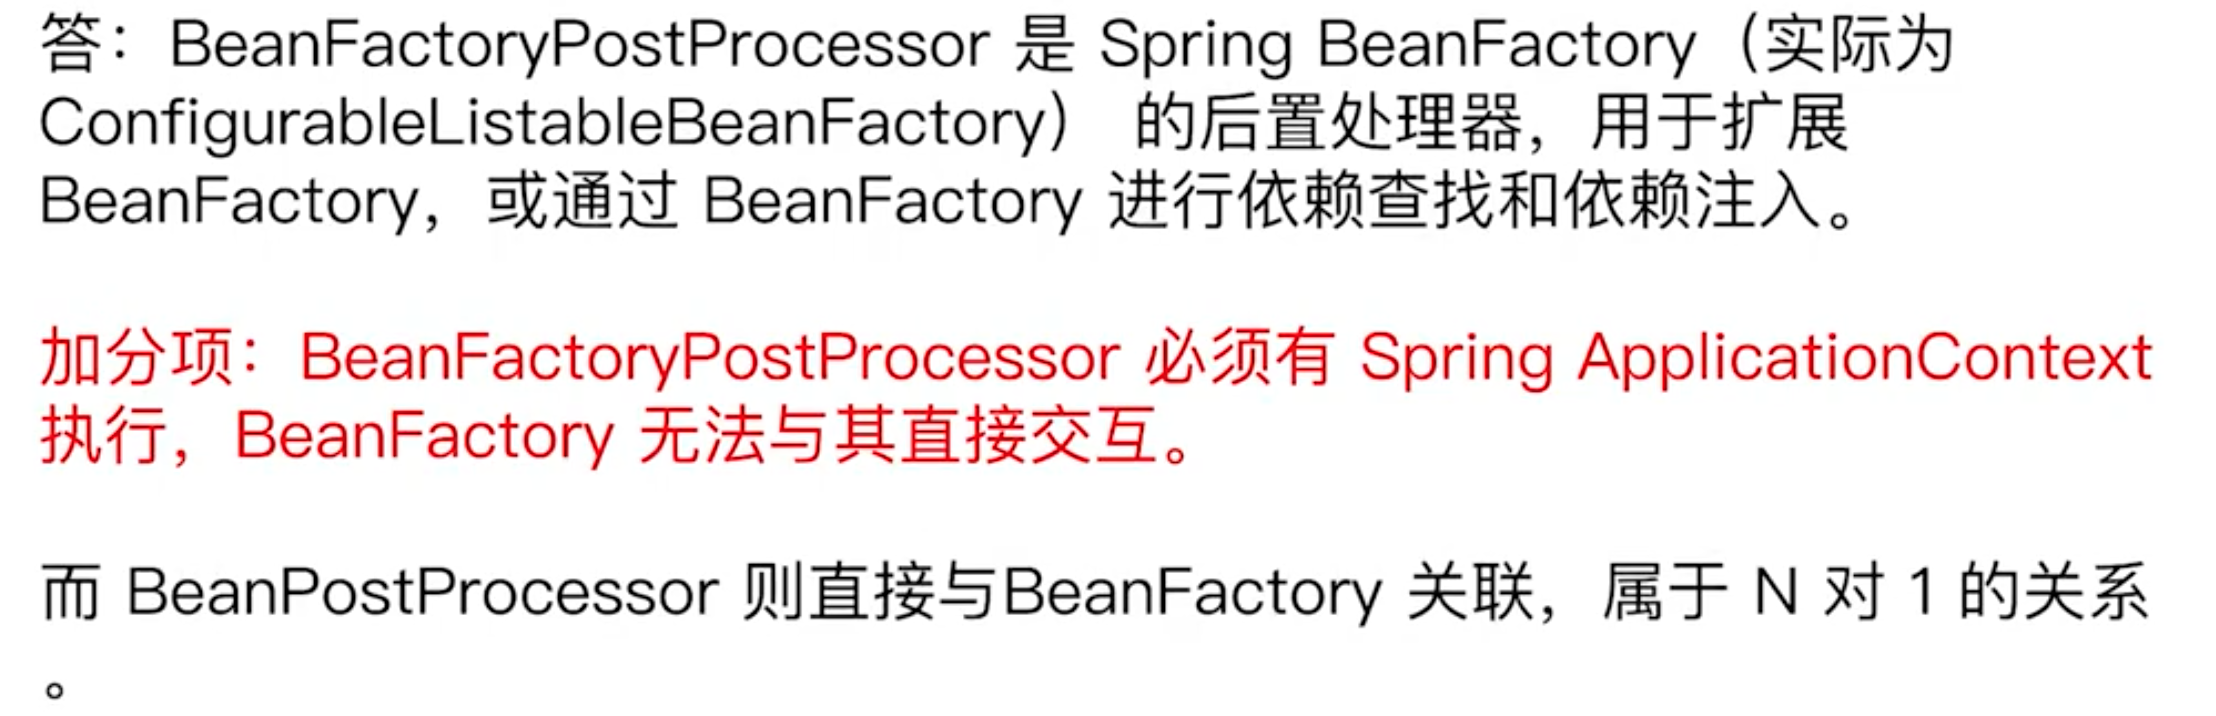 答：BeanFactoryPostProcessor 是 Spring BeanFactory（实际为
ConfigurableListableBeanFactory） 的后置处理器，用于扩展
BeanFactory，或通过 BeanFactory 进行依赖查找和依赖注入。
加分项：BeanFactoryPostProcessor 必须有 Spring ApplicationContext
执行，BeanFactory 无法与其直接交互。
而 BeanPostProcessor 则直接与BeanFactory 关联，属于 N 对 1 的关系
。